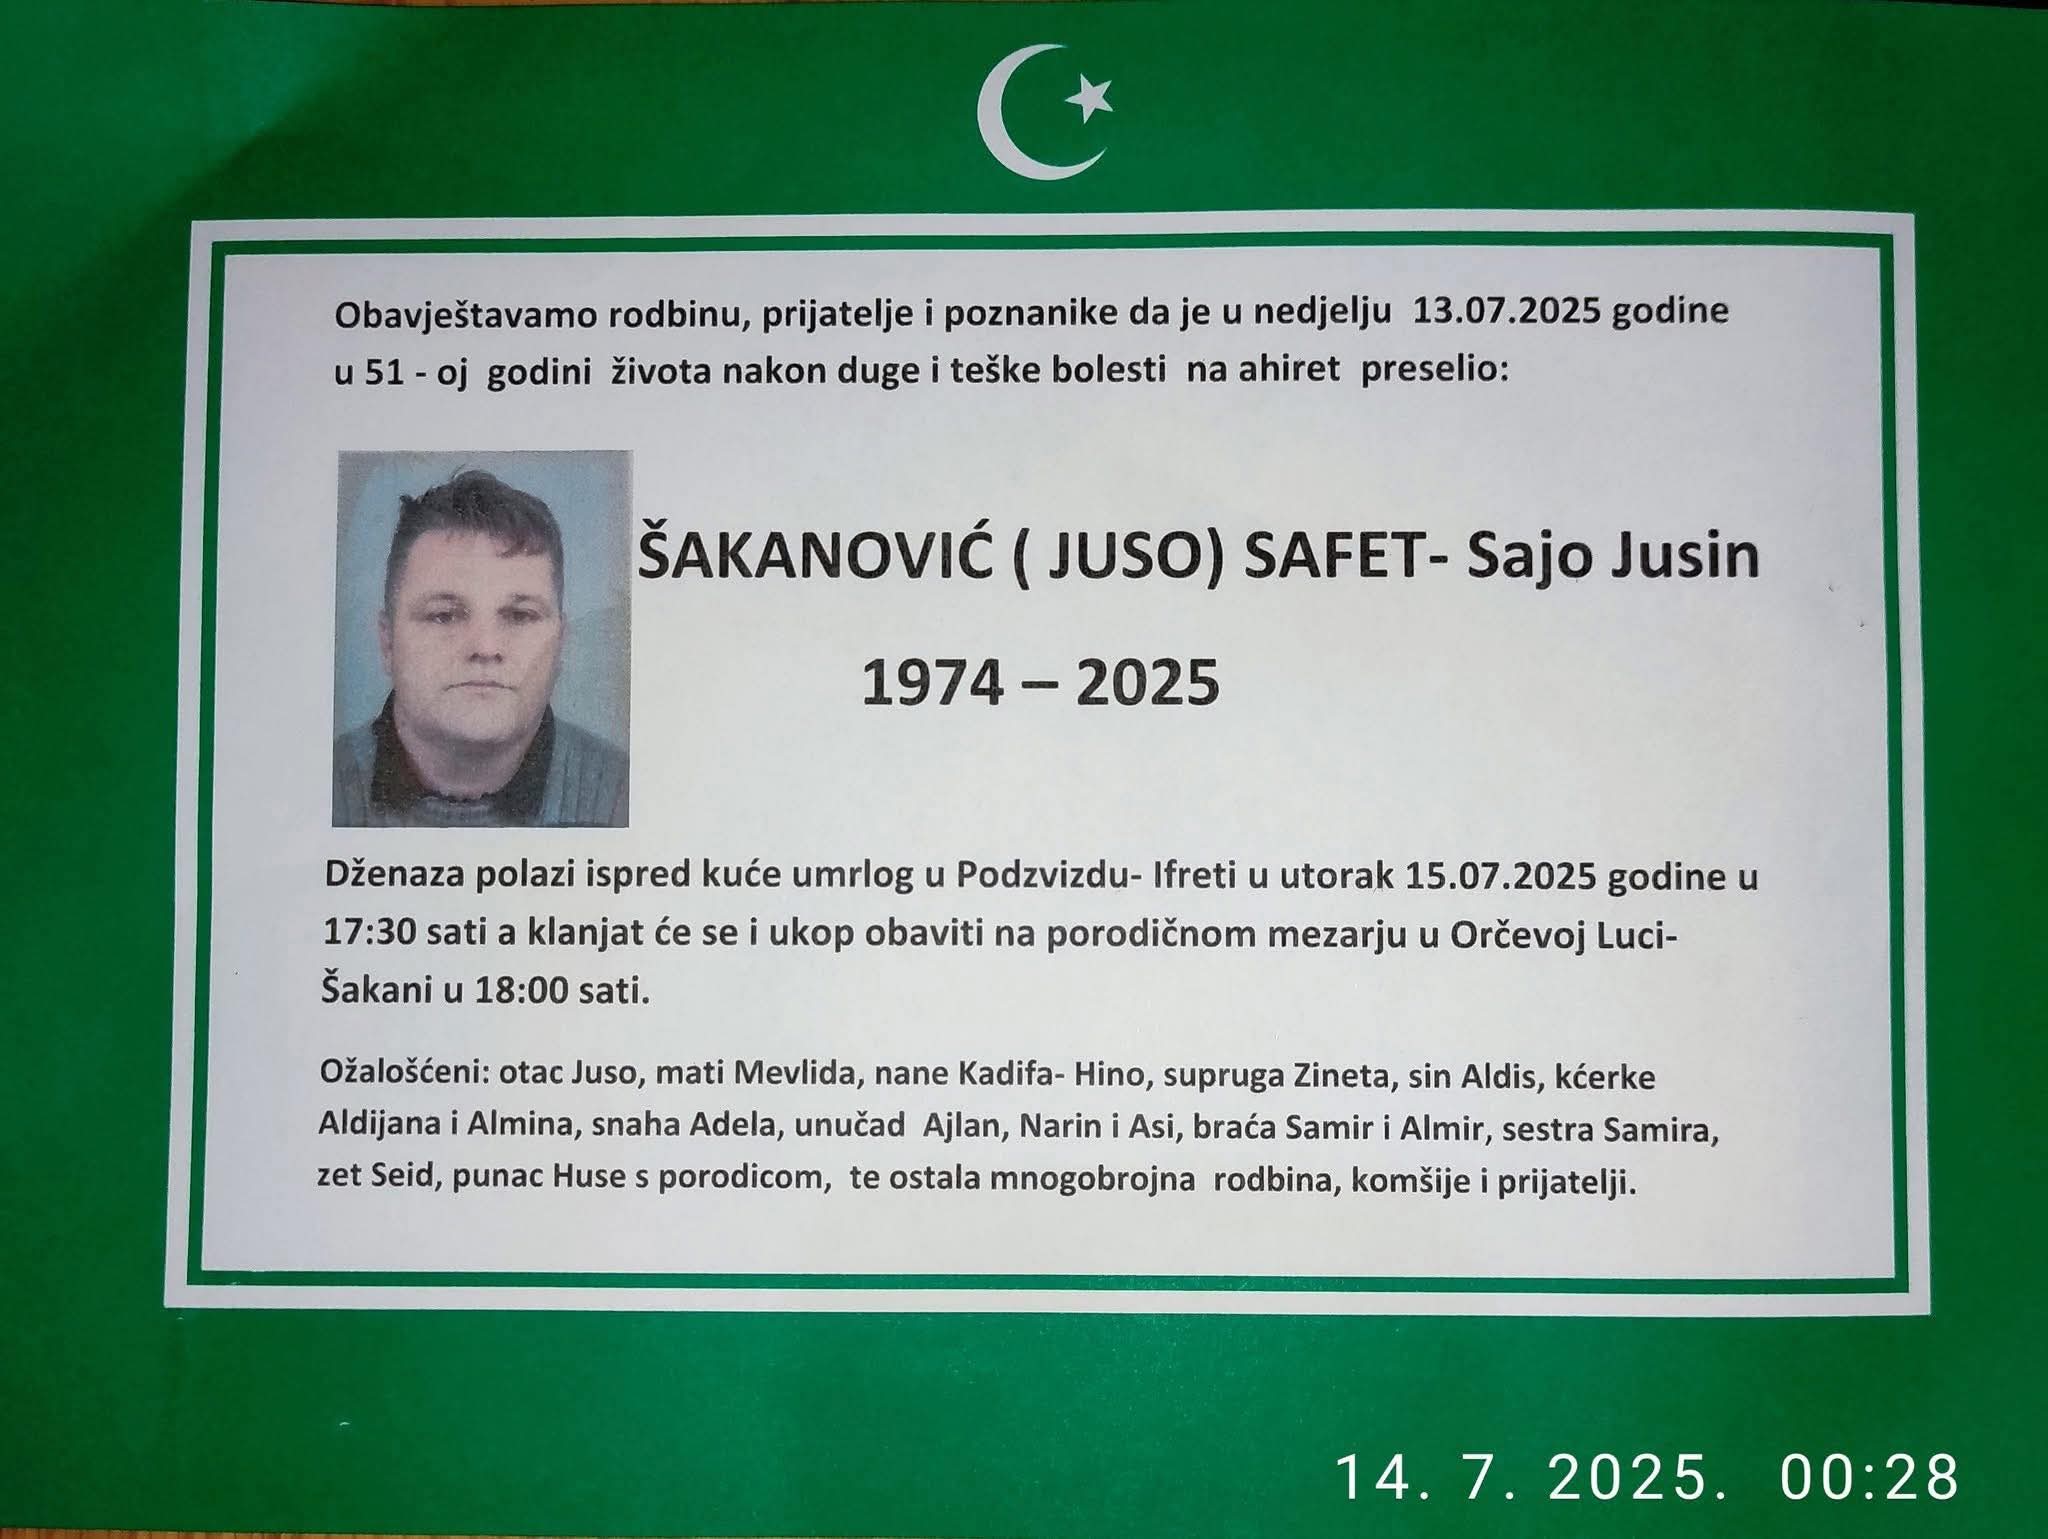 Obavještavamo rodbinu, prijatelje i poznanike da je u nedjelju 13.07.2025 godine
u 51 - oj godini života nakon duge i teške bolesti na ahiret preselio:
ŠAKANOVIĆ ( JUSO) SAFET- Sajo Jusin
1974 – 2025
Dženaza polazi ispred kuće umrlog u Podzvizdu- Ifreti u utorak 15.07.2025 godine u
17:30 sati a klanjat će se i ukop obaviti na porodičnom mezarju u Orčevoj Luci-
Šakani u 18:00 sati.
Ožalošćeni: otac Juso, mati Mevlida, nane Kadifa- Hino, supruga Zineta, sin Aldis, kćerke
Aldijana i Almina, snaha Adela, unučad Ajlan, Narin i Asi, braća Samir i Almir, sestra Samira,
zet Seid, punac Huse s porodicom, te ostala mnogobrojna rodbina, komšije i prijatelji.
14. 7. 2025. 00:28